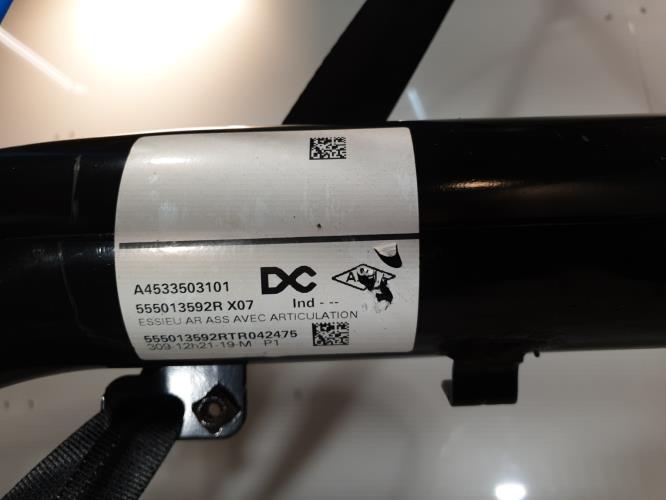 A4533503101 DC
555013592R X07 Ind - --
ESSIEU AR ASS AVEC ARTICULATION
555013592RTR042475
309-12h21-19-M P1